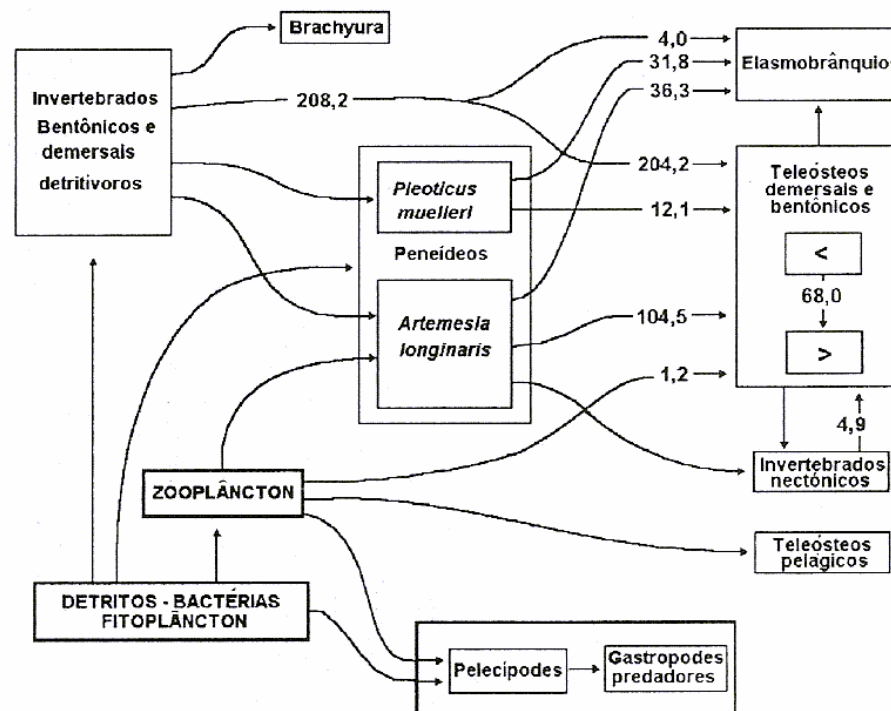 Brachyura
Invertebrados
Bentônicos e
demersais
detritívoros
208,2
4,0
31,8
36,3
Elasmobrânquios
Pleoticus
muelleri
Peneídeos
Artemesia
longinaris
204,2
12,1
104,5
1,2
Teleósteos
demersais e
bentônicos
<
68,0
>
4,9
Invertebrados
nectônicos
ZOOPLÂNCTON
Teleósteos
pelágicos
DETRITOS - BACTÉRIAS
FITOPLÂNCTON
Pelecípodes
Gastropodes
predadores